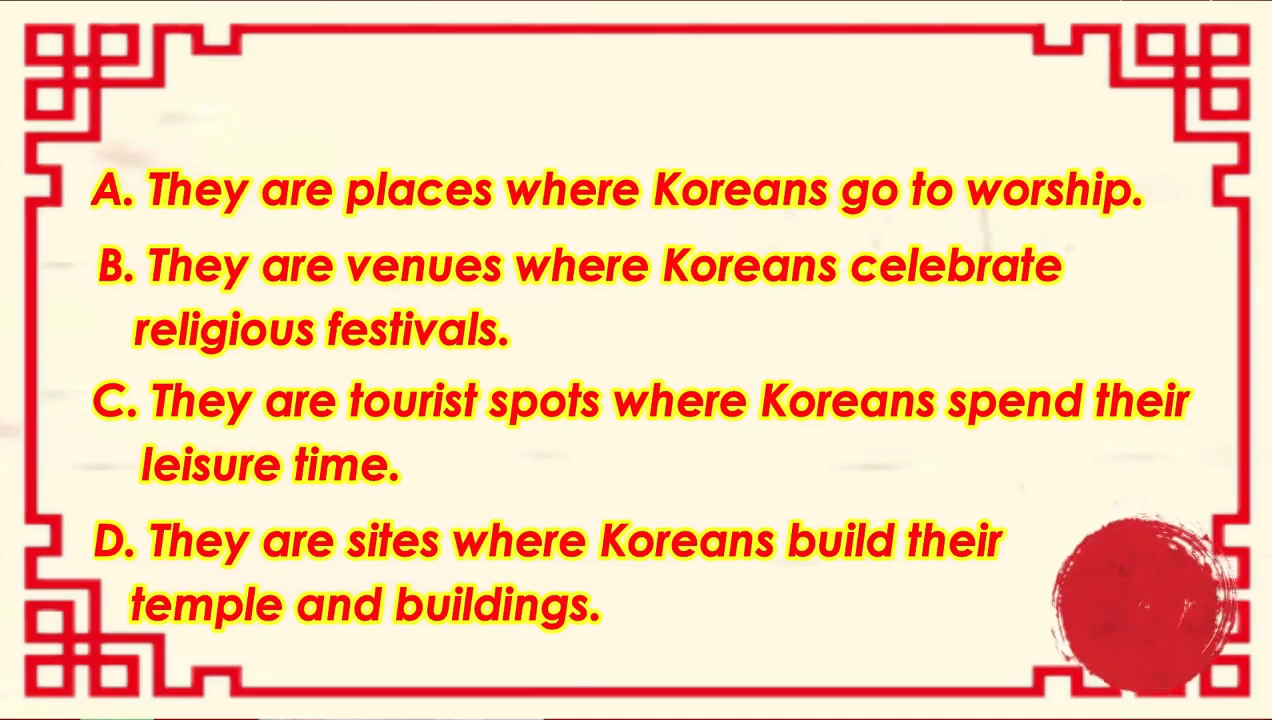 A. They are places where Koreans go to worship.
B. They are venues where Koreans celebrate
religious festivals.
C. They are tourist spots where Koreans spend their
leisure time.
D. They are sites where Koreans build their
temple and buildings.